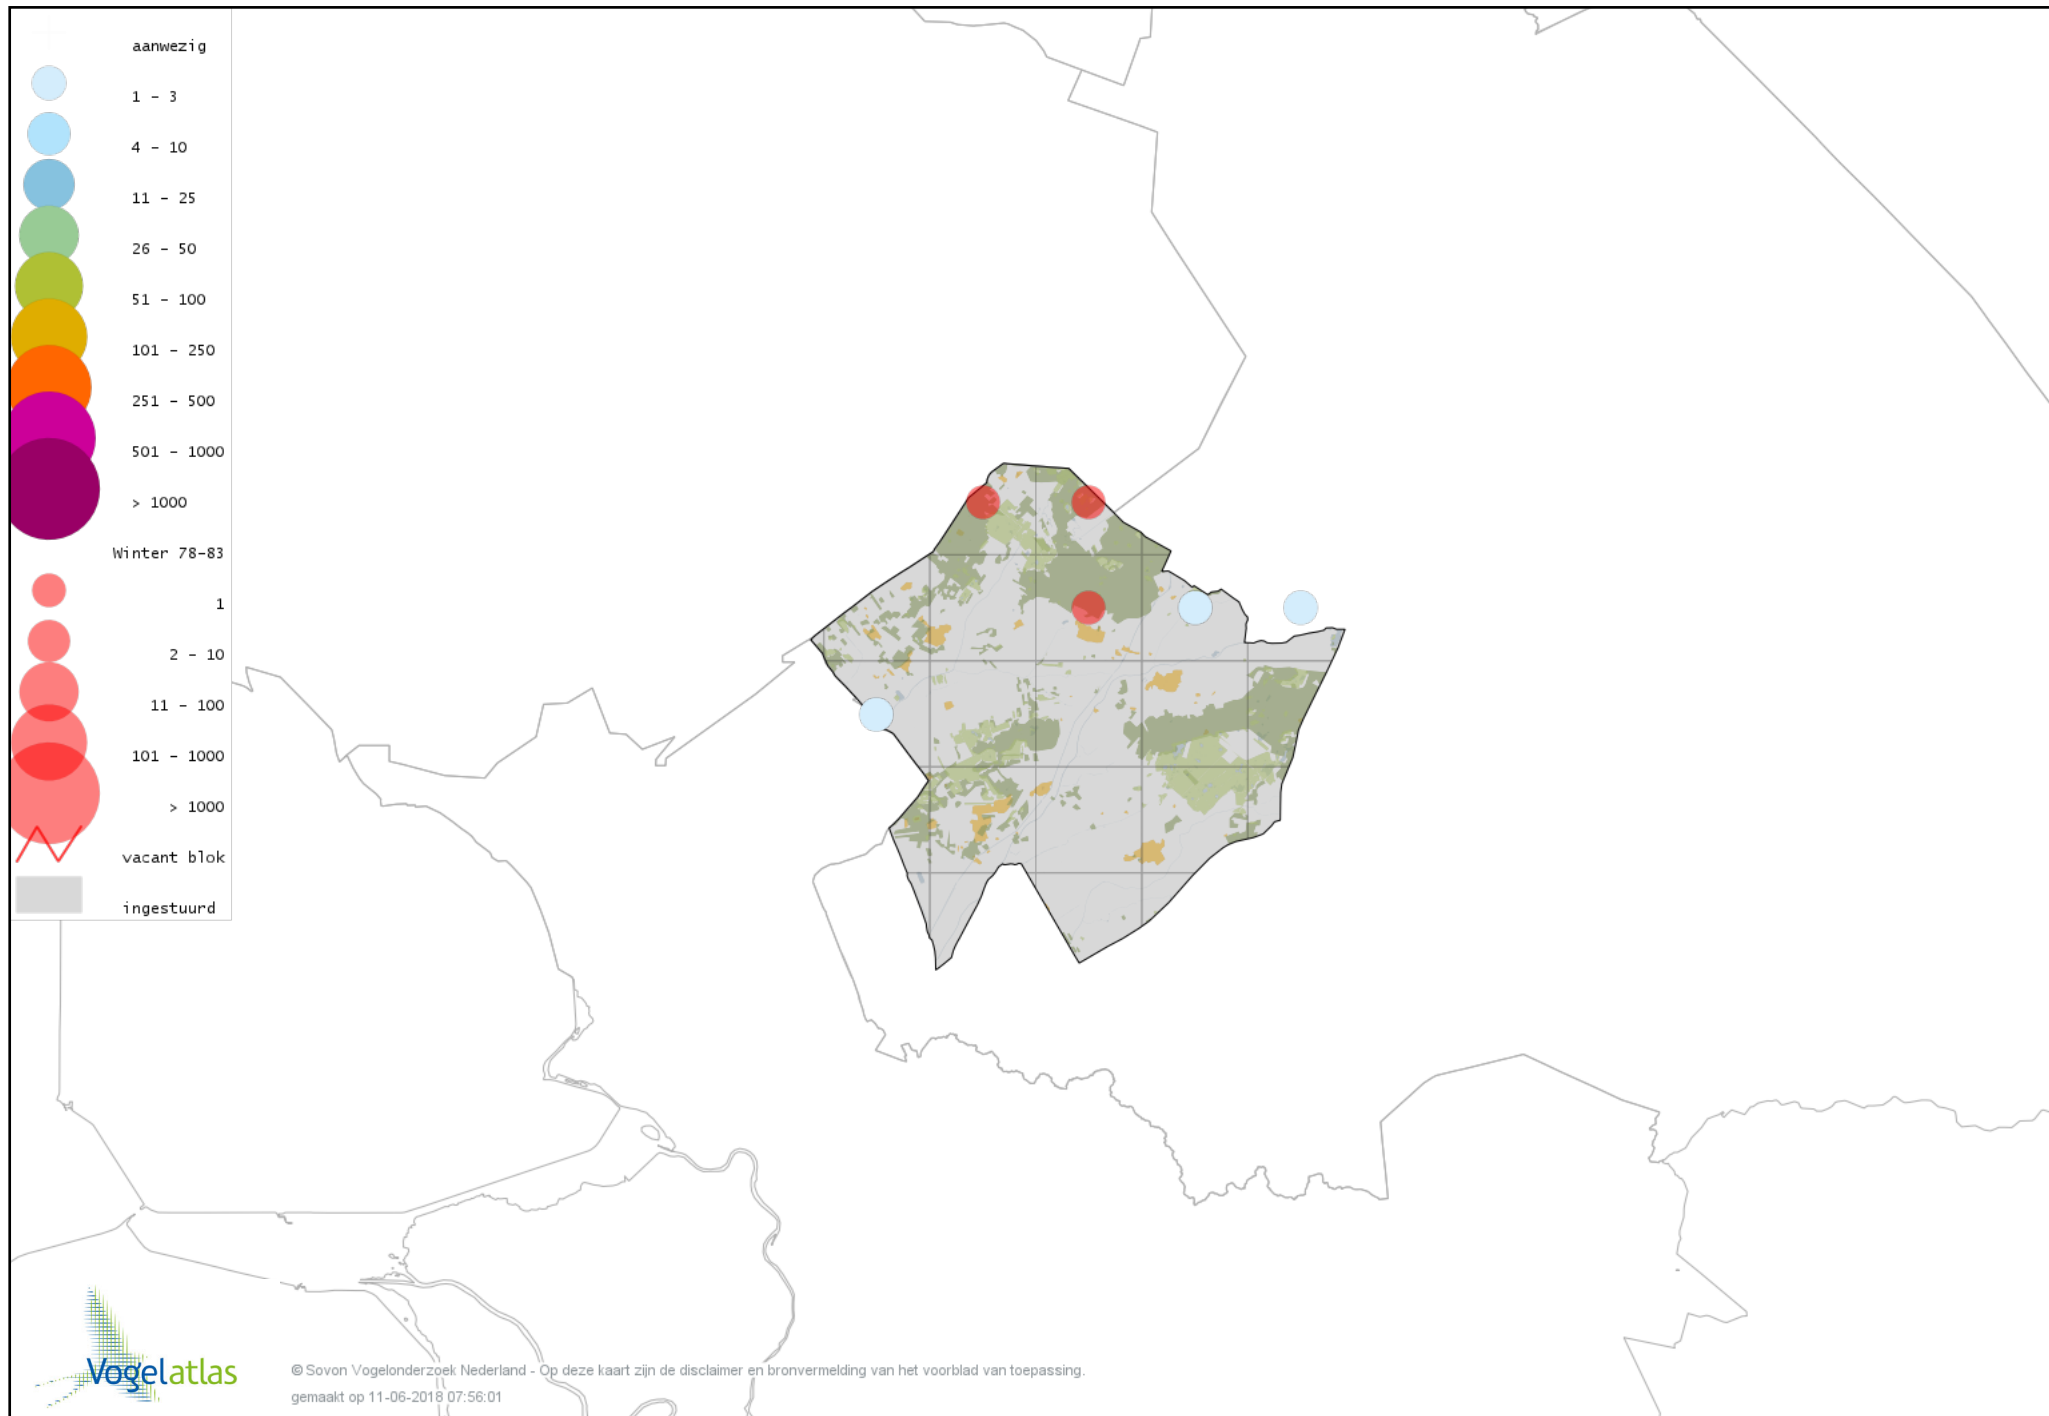 aanwezig
1 - 3
4 - 10
11 - 25
26 - 50
51 - 100
101 - 250
251 - 500
501 - 1000
> 1000
Winter 78-83
1
2 - 10
11 - 100
101 - 1000
> 1000
vacant blok
ingestuurd
Vogelatlas
© Sovon Vogelonderzoek Nederland - Op deze kaart zijn de disclaimer en bronvermelding van het voorblad van toepassing.
gemaakt op 11-06-2018 07:56:01